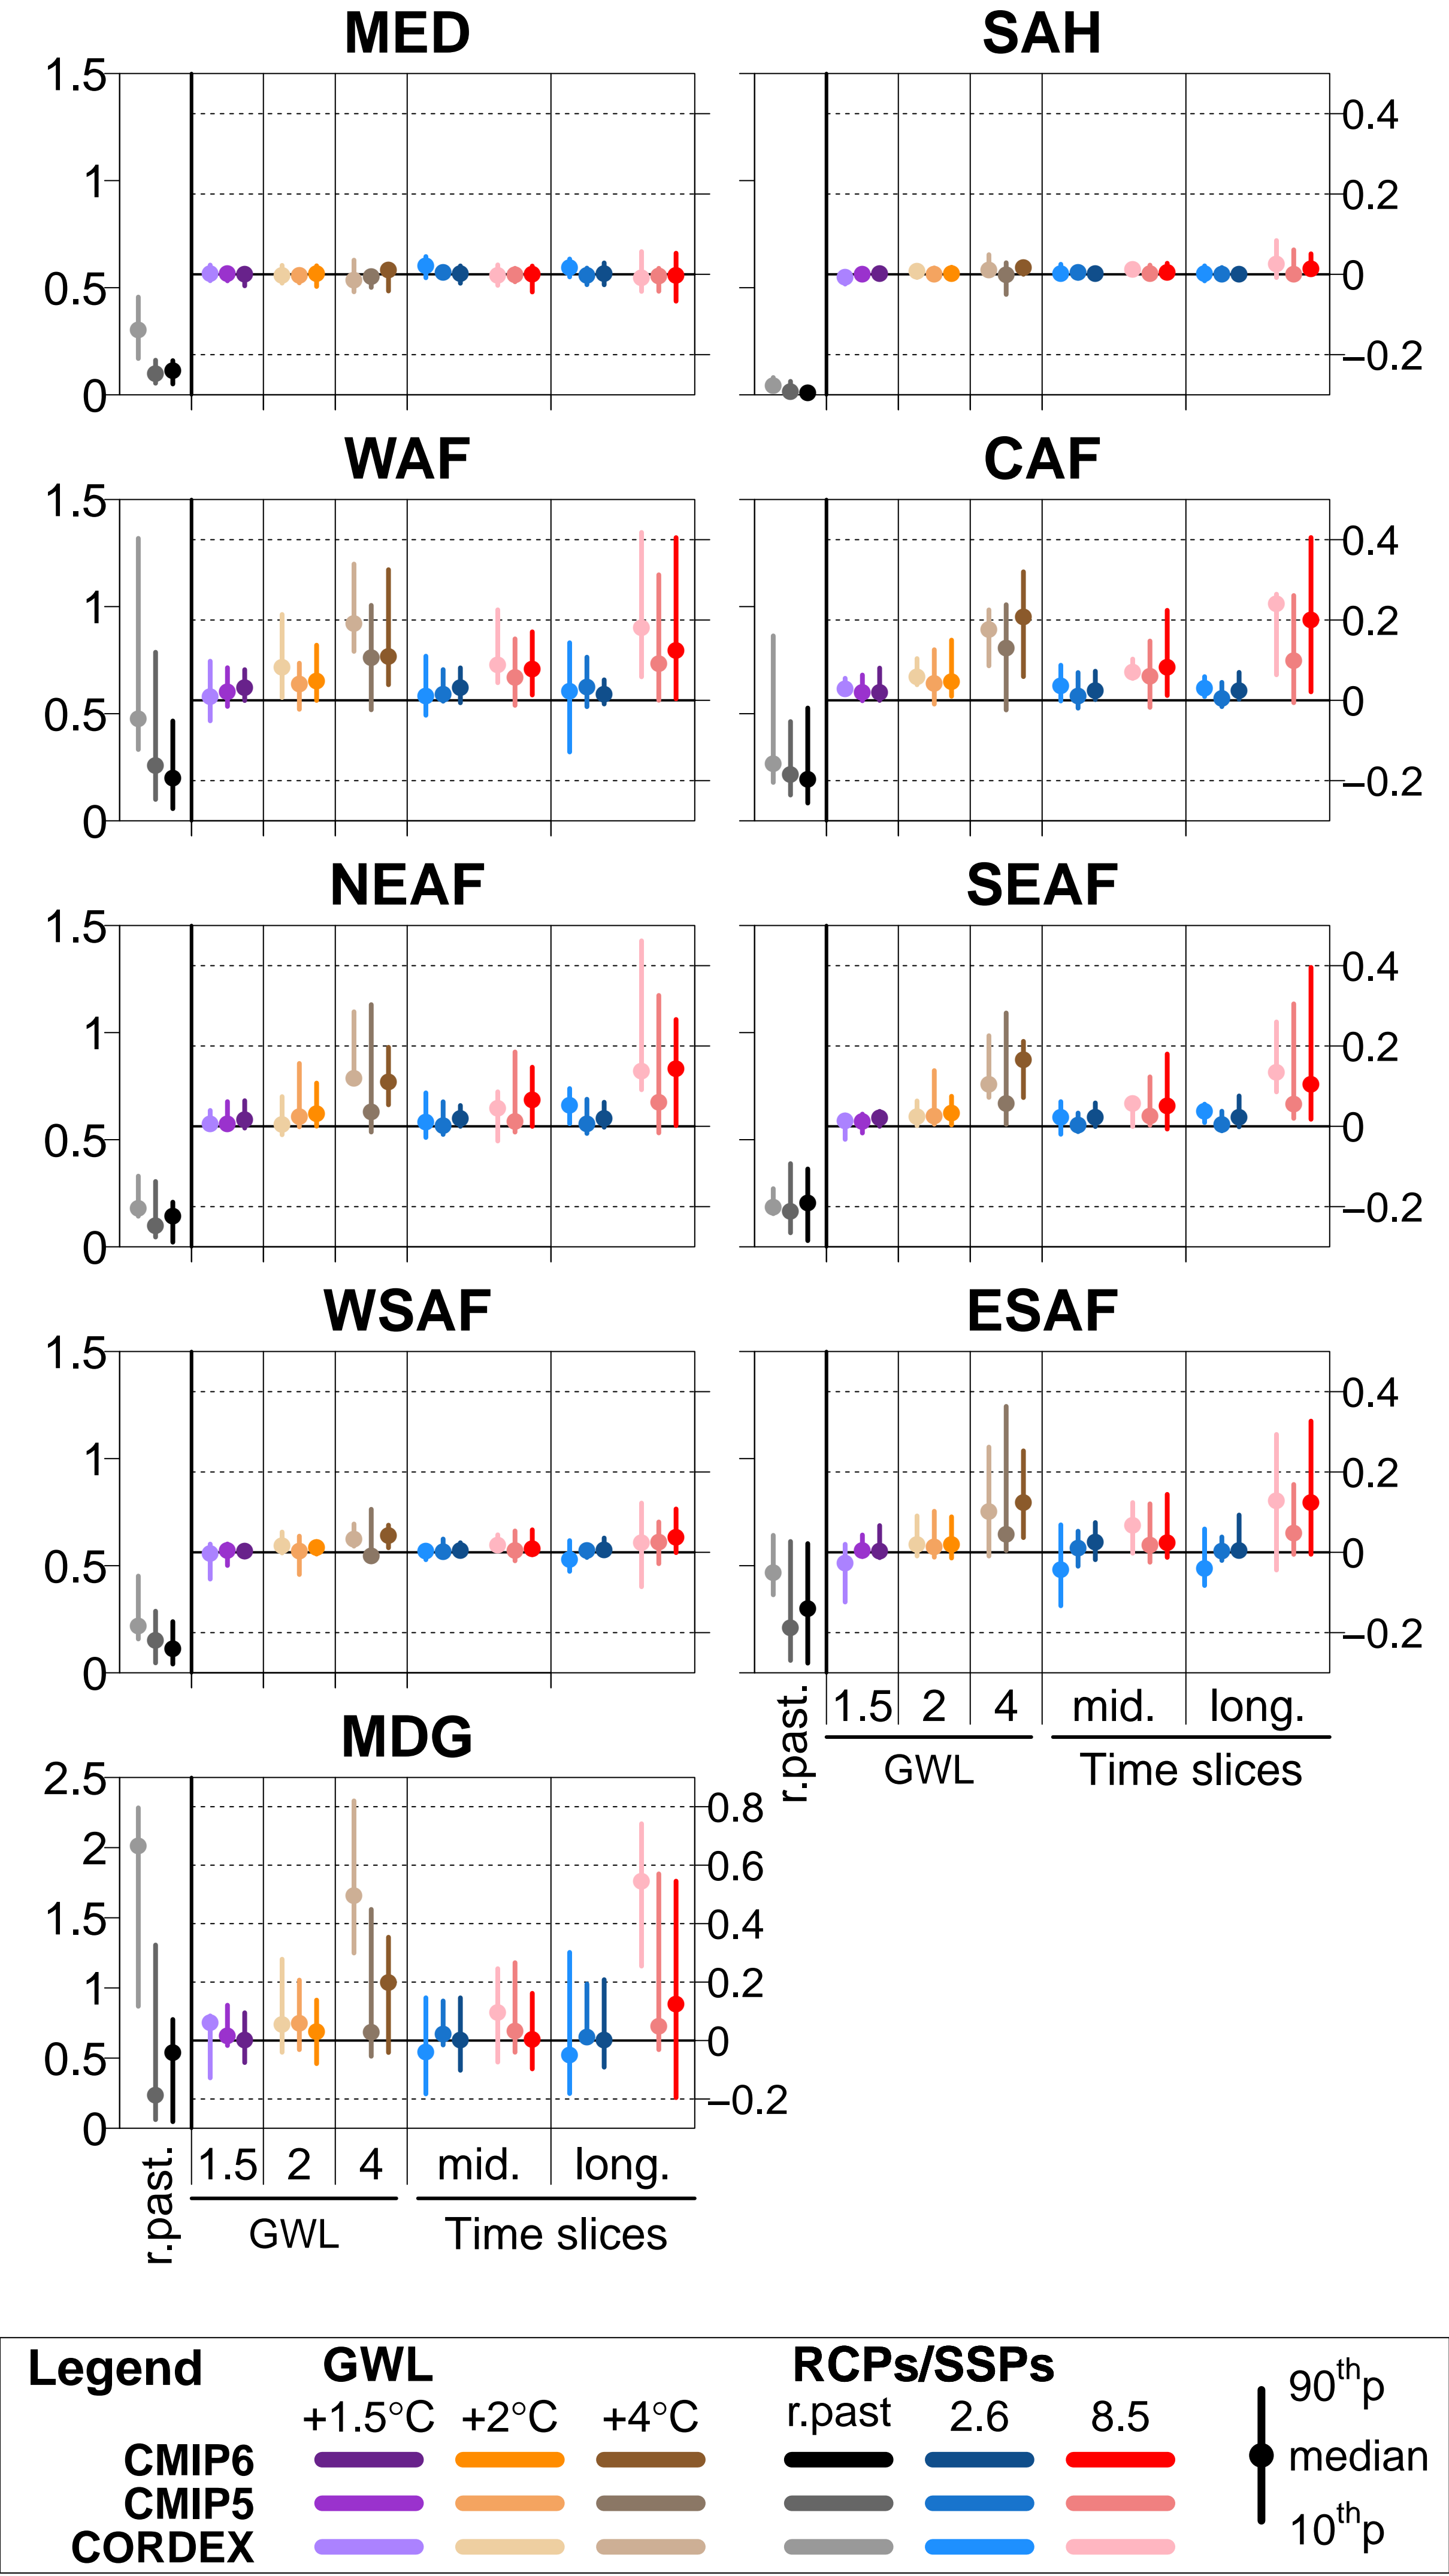 MED SAH
1.5
1
0.5
0
0.4
0.2
0
−0.2
WAF CAF
1.5
1
0.5
0
0.4
0.2
0
−0.2
NEAF SEAF
1.5
1
0.5
0
0.4
0.2
0
−0.2
WSAF ESAF
1.5
1
0.5
0
0.4
0.2
0
−0.2
r.past. 1.5 2 4 mid. long.
GWL Time slices
MDG
2.5
2
1.5
1
0.5
0
0.8
0.6
0.4
0.2
0
−0.2
r.past. 1.5 2 4 mid. long.
GWL Time slices
Legend GWL RCPs/SSPs
+1.5°C +2°C +4°C r.past 2.6 8.5
CMIP6
CMIP5
CORDEX
90thp
median
10thp